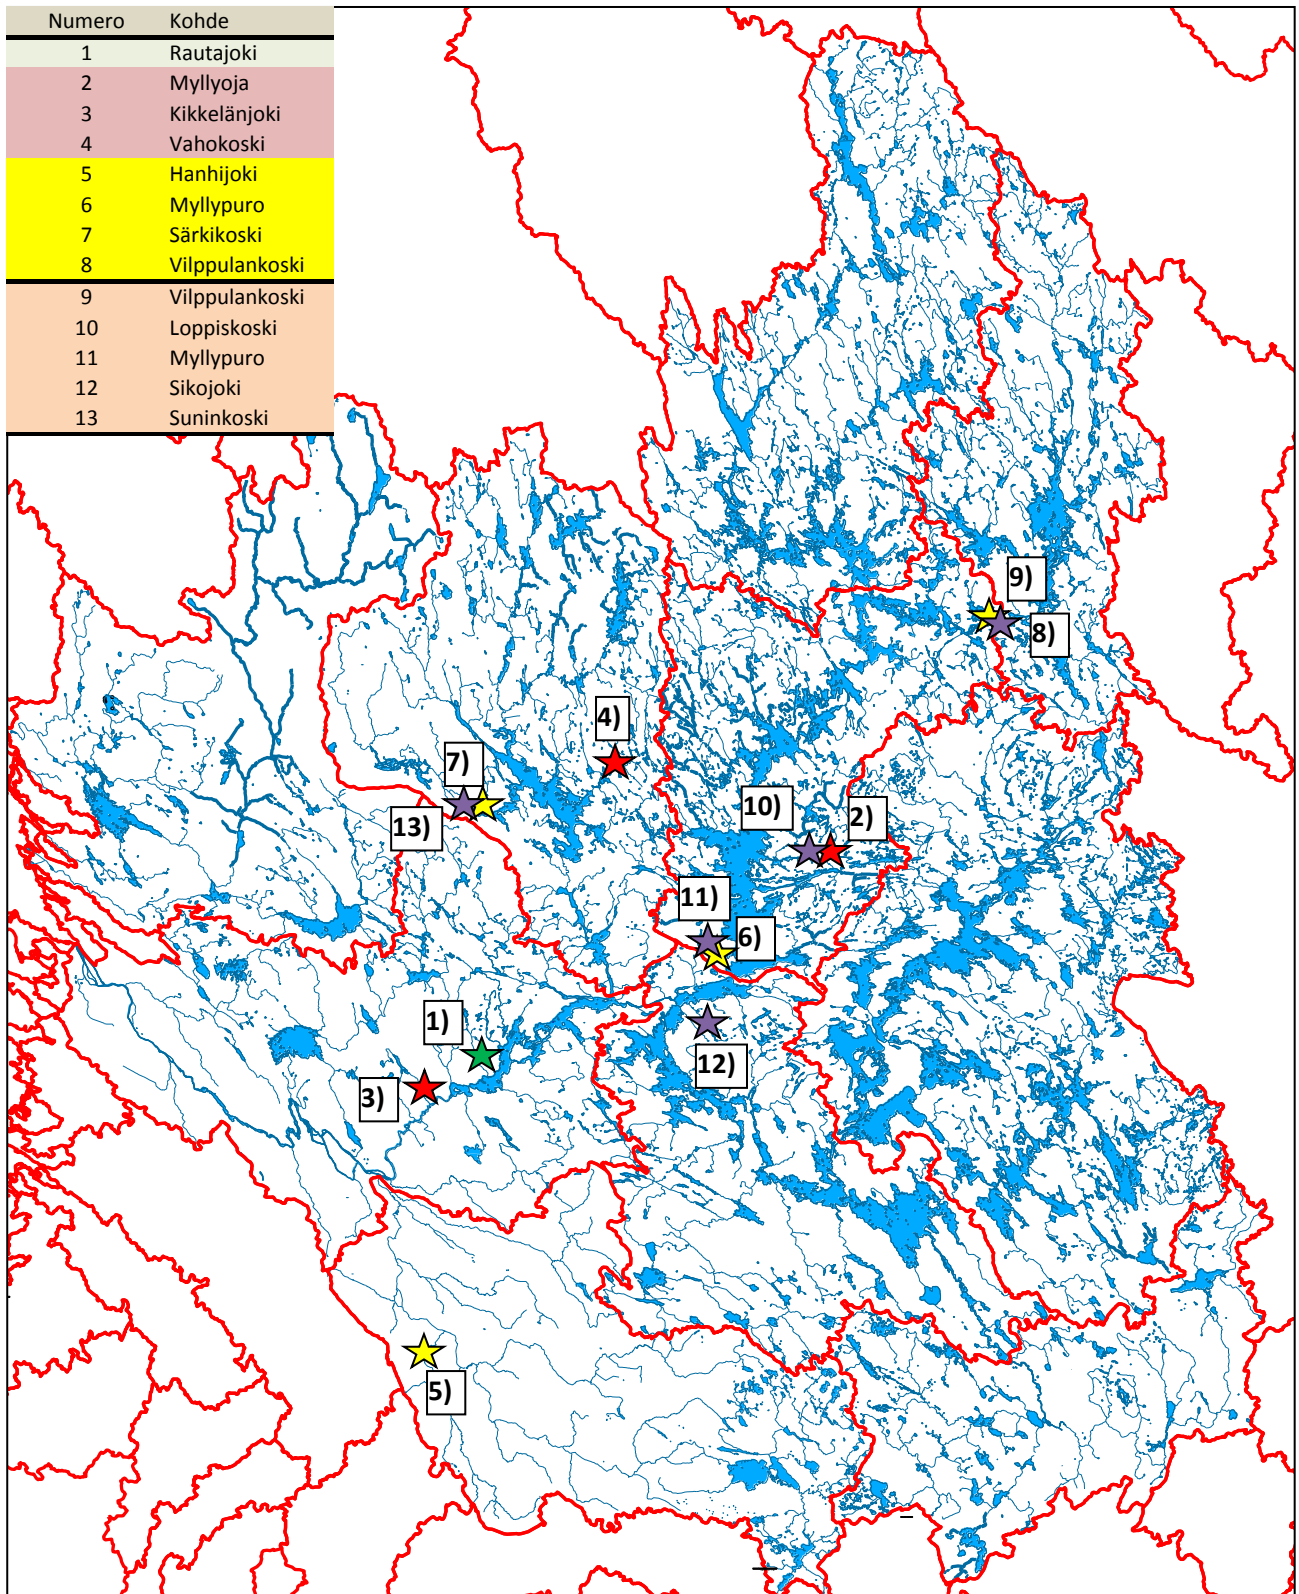 Numero Kohde
1 Rautajoki
2 Myllyoja
3 Kikkelänjoki
4 Vahokoski
5 Hanhijoki
6 Myllypuro
7 Särkikoski
8 Vilppulankoski
9 Vilppulankoski
10 Loppiskoski
11 Myllypuro
12 Sikojoki
13 Suninkoski
9)
8)
4)
7)
10)
2)
13)
11)
6)
1)
12)
3)
5)